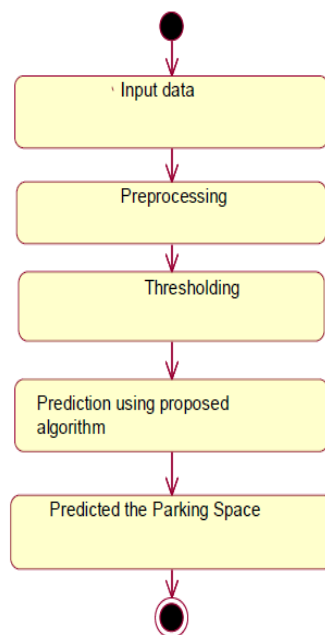 Input data
Preprocessing
Thresholding
Prediction using proposed
algorithm
Predicted the Parking Space